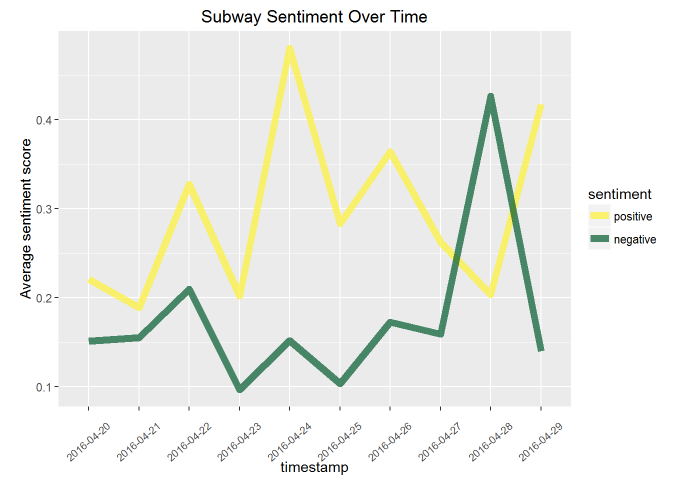 Subway Sentiment Over Time
Average sentiment score
0.4
0.3
0.2
0.1
2016-04-20
2016-04-21
2016-04-22
2016-04-23
2016-04-24
2016-04-25
2016-04-26
2016-04-27
2016-04-28
2016-04-29
timestamp
sentiment
positive
negative